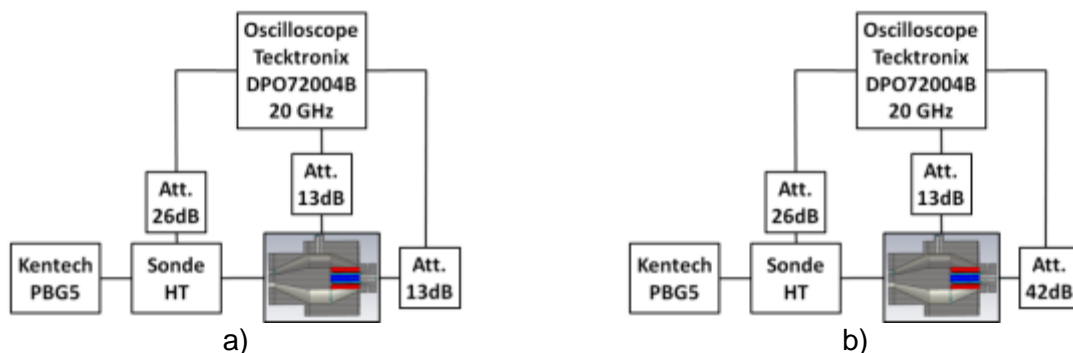 Oscilloscope
Tecktronix
DPO72004B
20 GHz
Att.
13dB
Att.
26dB
Kentech
PBG5
Sonde
HT
Att.
13dB
a)
Oscilloscope
Tecktronix
DPO72004B
20 GHz
Att.
13dB
Att.
26dB
Kentech
PBG5
Sonde
HT
Att.
42dB
b)